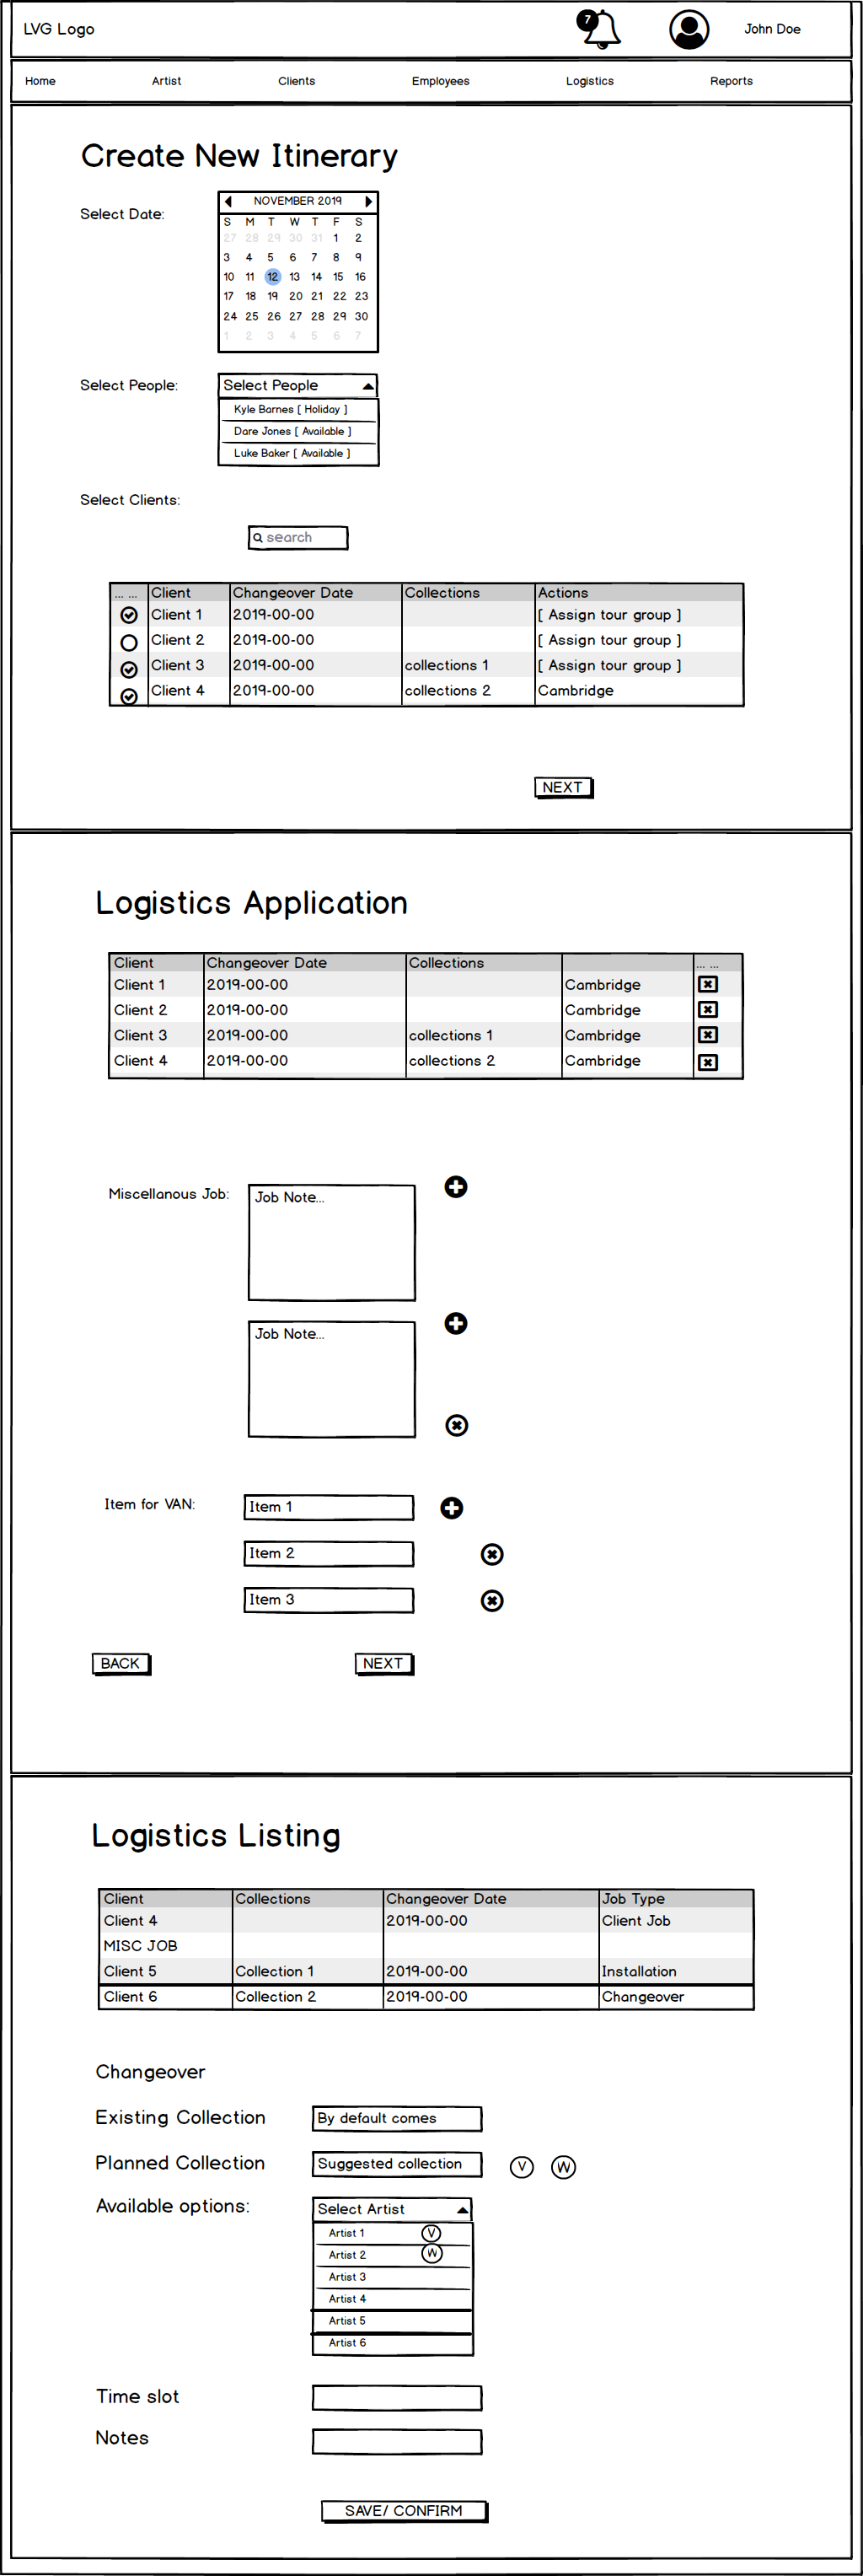 LVG Logo 7 John Doe
Home Artist Clients Employees Logistics Reports
Create New Itinerary
Select Date:
NOVEMBER 2019
S M T W T F S
27 28 29 30 31 1 2
3 4 5 6 7 8 9
10 11 12 13 14 15 16
17 18 19 20 21 22 23
24 25 26 27 28 29 30
1 2 3 4 5 6 7
Select People: Select People
Kyle Barnes [ Holiday ]
Dare Jones [ Available ]
Luke Baker [ Available ]
Select Clients:
search
... ... Client Changeover Date Collections Actions
Client 1 2019-00-00 [ Assign tour group ]
Client 2 2019-00-00 [ Assign tour group ]
Client 3 2019-00-00 collections 1 [ Assign tour group ]
Client 4 2019-00-00 collections 2 Cambridge
NEXT
Logistics Application
Client Changeover Date Collections ... ...
Client 1 2019-00-00 Cambridge
Client 2 2019-00-00 Cambridge
Client 3 2019-00-00 collections 1 Cambridge
Client 4 2019-00-00 collections 2 Cambridge
Miscellanous Job: Job Note...
Job Note...
Item for VAN: Item 1
Item 2
Item 3
BACK NEXT
Logistics Listing
Client Collections Changeover Date Job Type
Client 4 2019-00-00 Client Job
MISC JOB
Client 5 Collection 1 2019-00-00 Installation
Client 6 Collection 2 2019-00-00 Changeover
Changeover
Existing Collection By default comes
Planned Collection Suggested collection V W
Available options: Select Artist
Artist 1 V
Artist 2 W
Artist 3
Artist 4
Artist 5
Artist 6
Time slot
Notes
SAVE/ CONFIRM